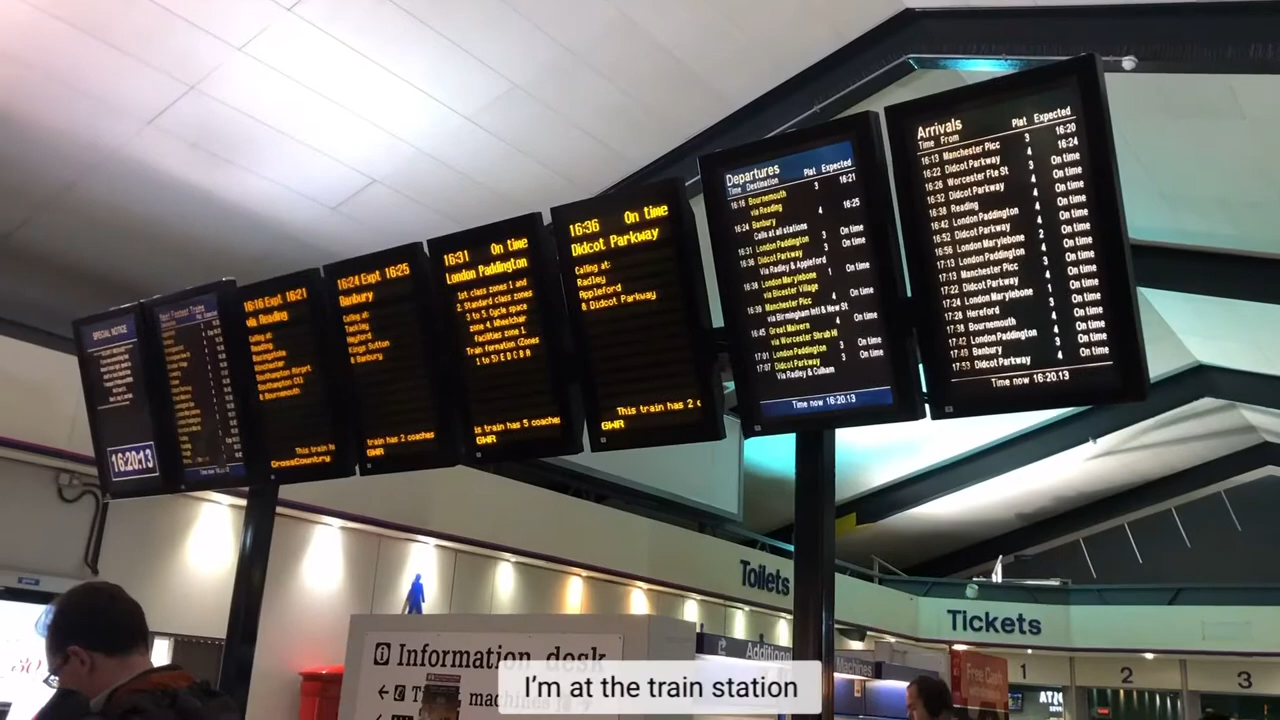 SPECIAL NOTICE
16:20:13
Next Fastest Trains
16:16 Expt 16:21
via Reading
Calling at:
Reading
Basingstoke
Winchester
Southampton Airprt
Southampton Ctl
& Bournemouth
This train h
CrossCountry
16:24 Expt 16:25
Banbury
Calling at:
Tackley
Heyford
Kings Sutton
& Banbury
train has 2 coaches
GWR
16:31 On time
London Paddington
1st class zones 1 and
2 Standard class zones
3 to 5. Cycle space
zone 4. Wheelchair
facilities zone 1.
Train formation (Zones
1 to 5) E D C B A
is train has 5 coaches
GWR
16:36 On time
Didcot Parkway
Calling at:
Radley
Appleford
& Didcot Parkway
This train has 2 c
GWR
Departures
Time Destination Plat Expected
16:16 Bournemouth 3 16:21
via Reading
16:24 Banbury 4 16:25
Calls at all stations
16:31 London Paddington 3 On time
16:36 Didcot Parkway 3 On time
Via Radley & Appleford
16:38 London Marylebone 1 On time
via Bicester Village
16:39 Manchester Picc 4 On time
via Birmingham Intl & New St
16:45 Great Malvern 4 On time
via Worcester Shrub Hl
17:01 London Paddington 3 On time
17:07 Didcot Parkway 3 On time
Via Radley & Culham
Time now 16:20.13
Arrivals
Time From Plat Expected
16:13 Manchester Picc 3 16:20
16:22 Didcot Parkway 4 16:24
16:26 Worcester Fte St 3 On time
16:32 Didcot Parkway 4 On time
16:38 Reading 4 On time
16:42 London Paddington 4 On time
16:52 Didcot Parkway 4 On time
16:56 London Marylebone 2 On time
17:13 London Paddington 4 On time
17:13 Manchester Picc 3 On time
17:22 Didcot Parkway 4 On time
17:24 London Marylebone 1 On time
17:28 Hereford 3 On time
17:38 Bournemouth 4 On time
17:42 London Paddington 4 On time
17:49 Banbury 3 On time
17:53 Didcot Parkway 4 On time
Time now 16:20.13
Toilets
Tickets
Information desk
machines
Additional
Machines
Free Cash
1
2
3
I'm at the train station